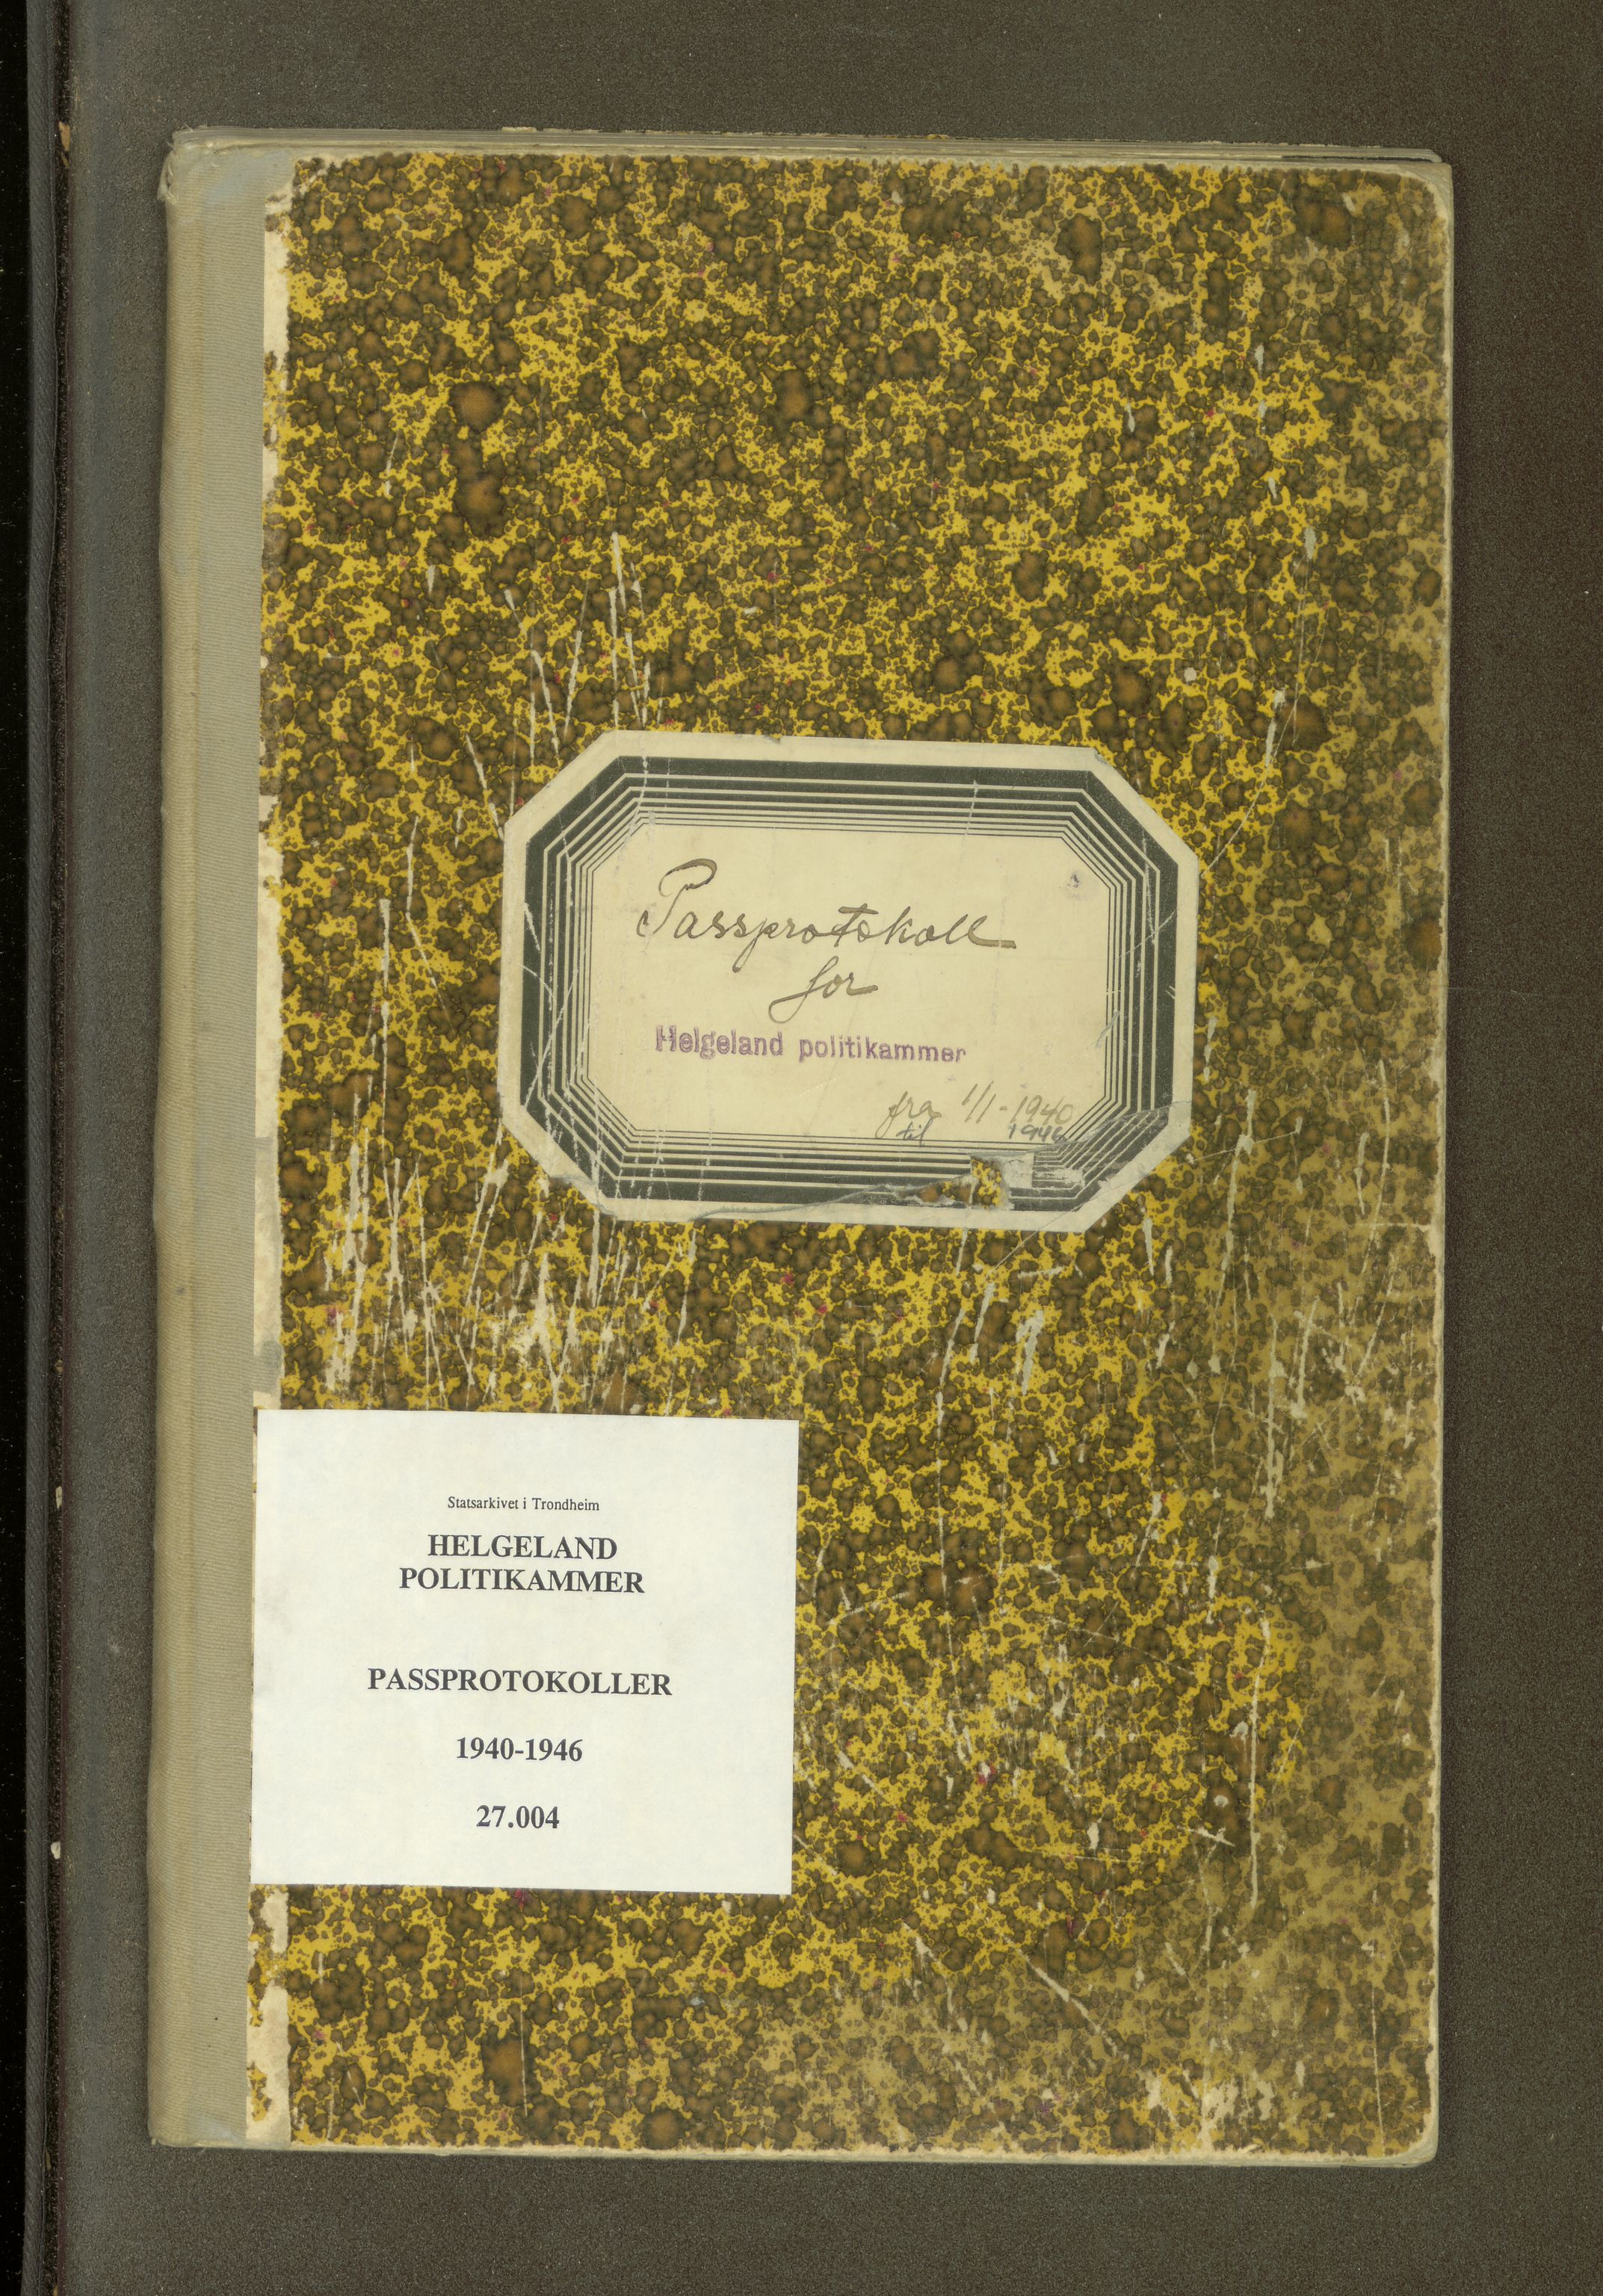 Passprotokoll
for
Helgeland politikammer
fra 1/1-1940
til 1946
Statsarkivet i Trondheim
HELGELAND
POLITIKAMMER
PASSPROTOKOLLER
1940-1946
27.004